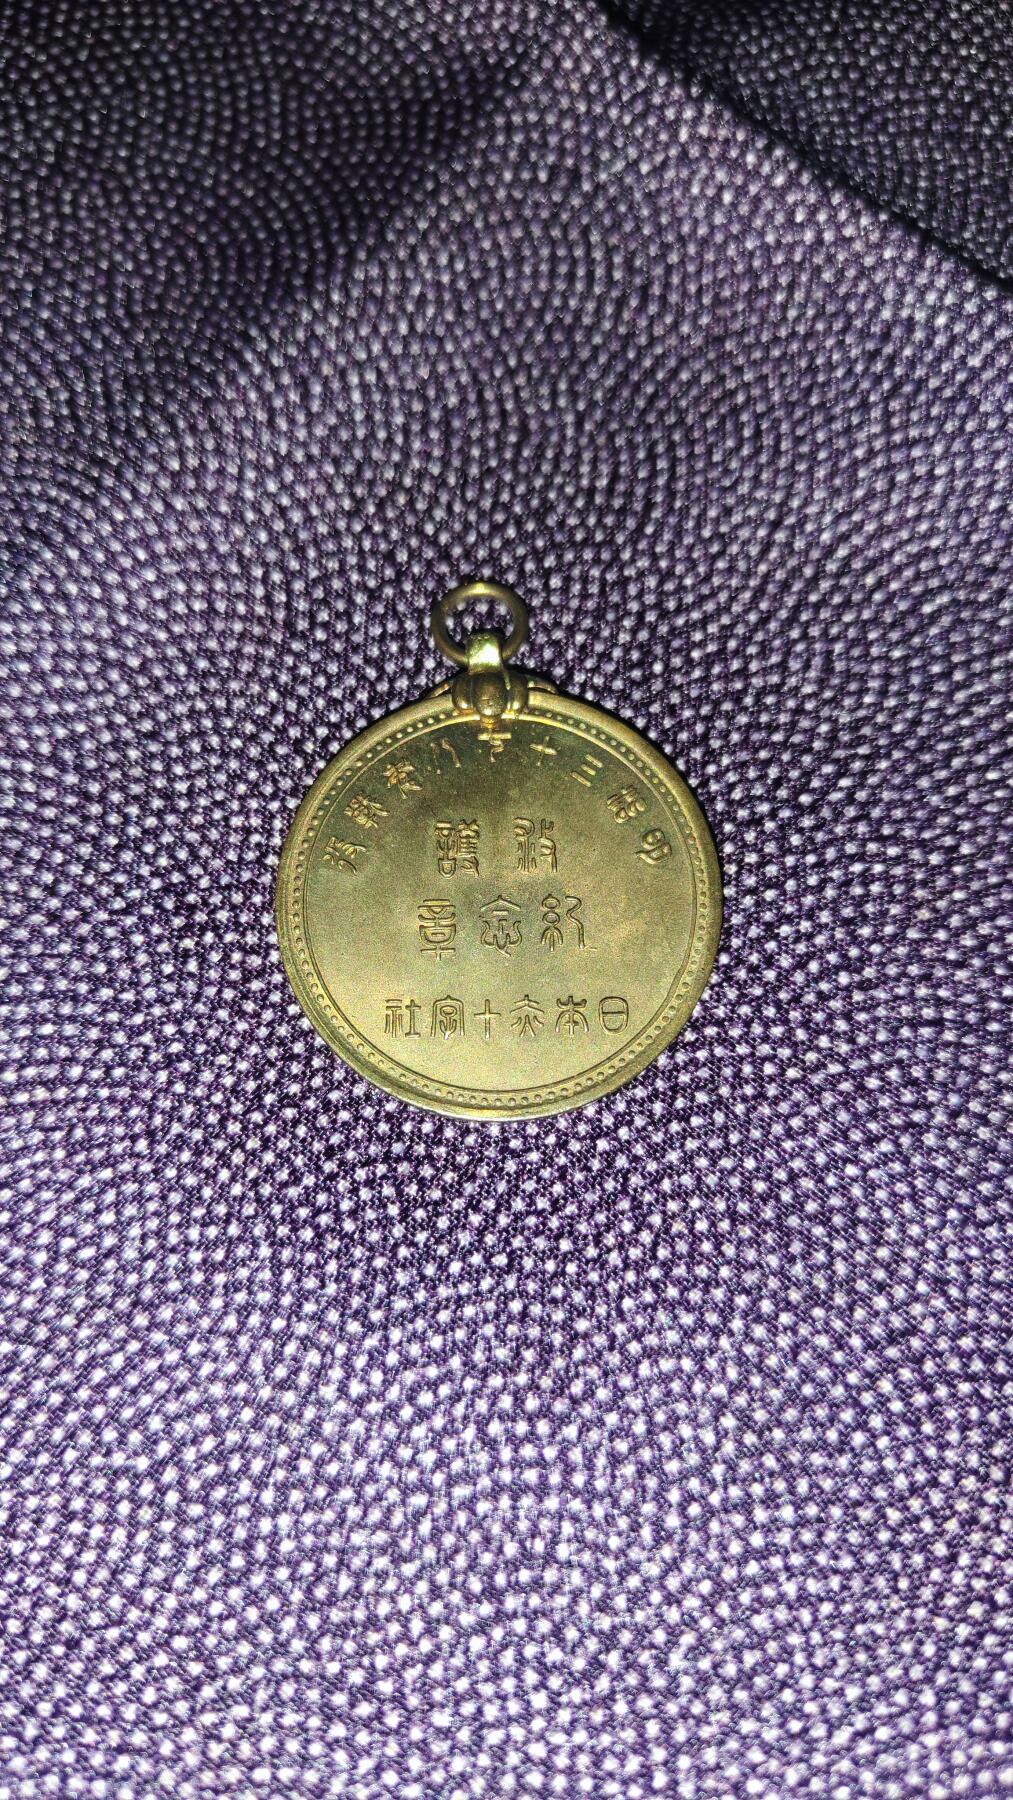 明治三十七八年戰役
救護
紀念章
日本赤十字社